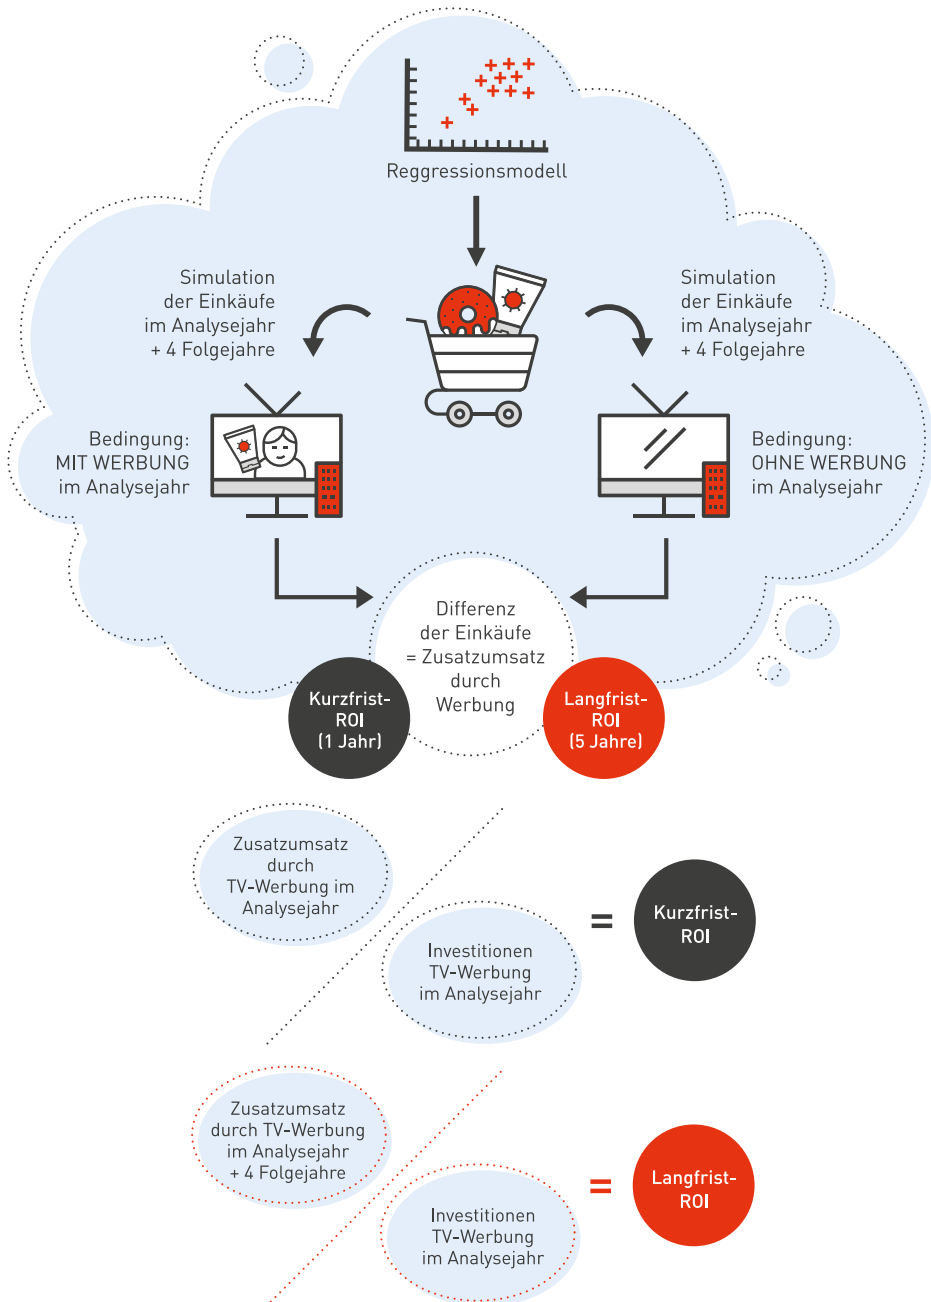 Reggressionsmodell
Simulation
der Einkäufe
im Analysejahr
+ 4 Folgejahre
Simulation
der Einkäufe
im Analysejahr
+ 4 Folgejahre
Bedingung:
MIT WERBUNG
im Analysejahr
Bedingung:
OHNE WERBUNG
im Analysejahr
Differenz
der Einkäufe
= Zusatzumsatz
durch
Werbung
Kurzfrist-
ROI
(1 Jahr)
Langfrist-
ROI
(5 Jahre)
Zusatzumsatz
durch
TV-Werbung im
Analysejahr
Investitionen
TV-Werbung
im Analysejahr
=
Kurzfrist-
ROI
Zusatzumsatz
durch TV-Werbung
im Analysejahr
+ 4 Folgejahre
Investitionen
TV-Werbung
im Analysejahr
=
Langfrist-
ROI